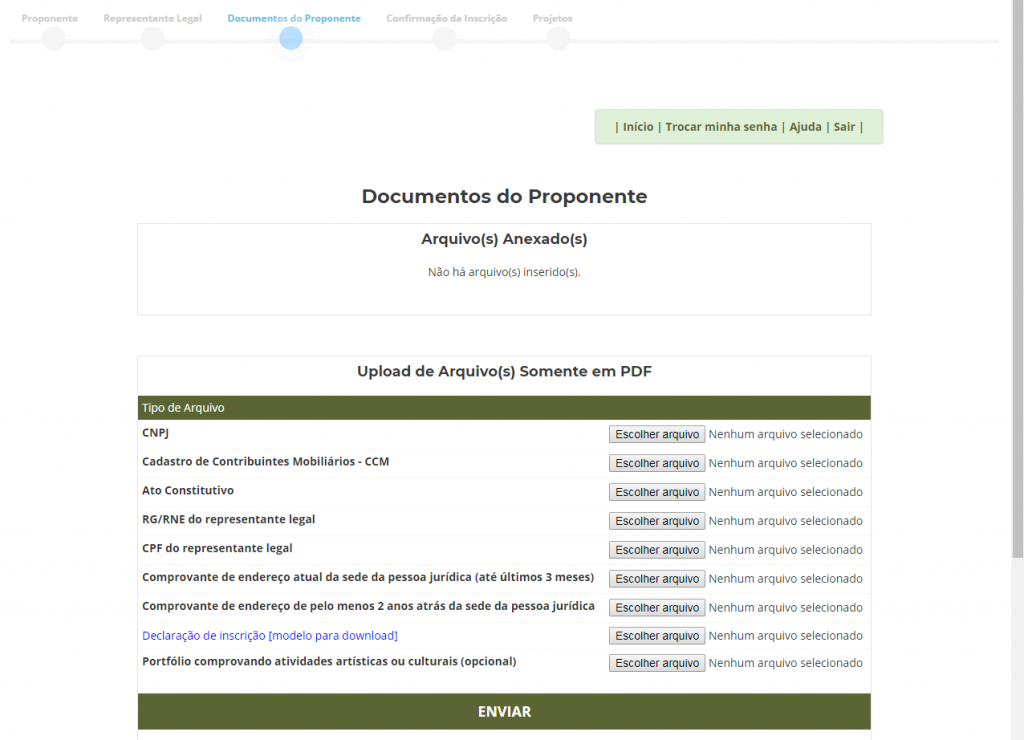 Proponente Representante Legal Documentos do Proponente Confirmação da Inscrição Projetos
| Início | Trocar minha senha | Ajuda | Sair |
Documentos do Proponente
Arquivo(s) Anexado(s)
Não há arquivo(s) inserido(s).
Upload de Arquivo(s) Somente em PDF
Tipo de Arquivo
CNPJ Escolher arquivo Nenhum arquivo selecionado
Cadastro de Contribuintes Mobiliários - CCM Escolher arquivo Nenhum arquivo selecionado
Ato Constitutivo Escolher arquivo Nenhum arquivo selecionado
RG/RNE do representante legal Escolher arquivo Nenhum arquivo selecionado
CPF do representante legal Escolher arquivo Nenhum arquivo selecionado
Comprovante de endereço atual da sede da pessoa jurídica (até últimos 3 meses) Escolher arquivo Nenhum arquivo selecionado
Comprovante de endereço de pelo menos 2 anos atrás da sede da pessoa jurídica Escolher arquivo Nenhum arquivo selecionado
Declaração de inscrição [modelo para download] Escolher arquivo Nenhum arquivo selecionado
Portfólio comprovando atividades artísticas ou culturais (opcional) Escolher arquivo Nenhum arquivo selecionado
ENVIAR